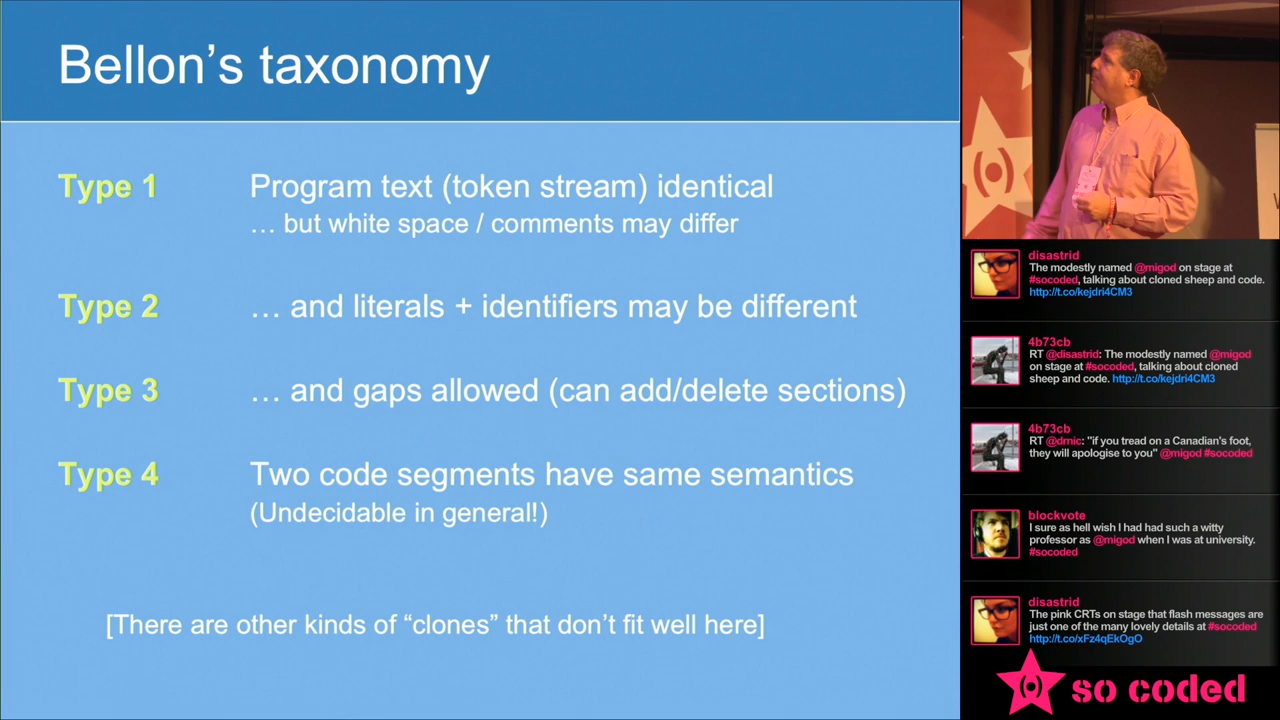 Bellon’s taxonomy
Type 1 Program text (token stream) identical
… but white space / comments may differ
Type 2 … and literals + identifiers may be different
Type 3 … and gaps allowed (can add/delete sections)
Type 4 Two code segments have same semantics
(Undecidable in general!)
[There are other kinds of “clones” that don’t fit well here]
disastrid
The modestly named @migod on stage at
#socoded, talking about cloned sheep and code.
http://t.co/kejdri4CM3
4b73cb
RT @disastrid: The modestly named @migod
on stage at #socoded, talking about cloned
sheep and code. http://t.co/kejdri4CM3
4b73cb
RT @drnic: "if you tread on a Canadian's foot,
they will apologise to you" @migod #socoded
blockvote
I sure as hell wish I had had such a witty
professor as @migod when I was at university.
#socoded
disastrid
The pink CRTs on stage that flash messages are
just one of the many lovely details at #socoded
http://t.co/xFz4qEkOgO
so coded